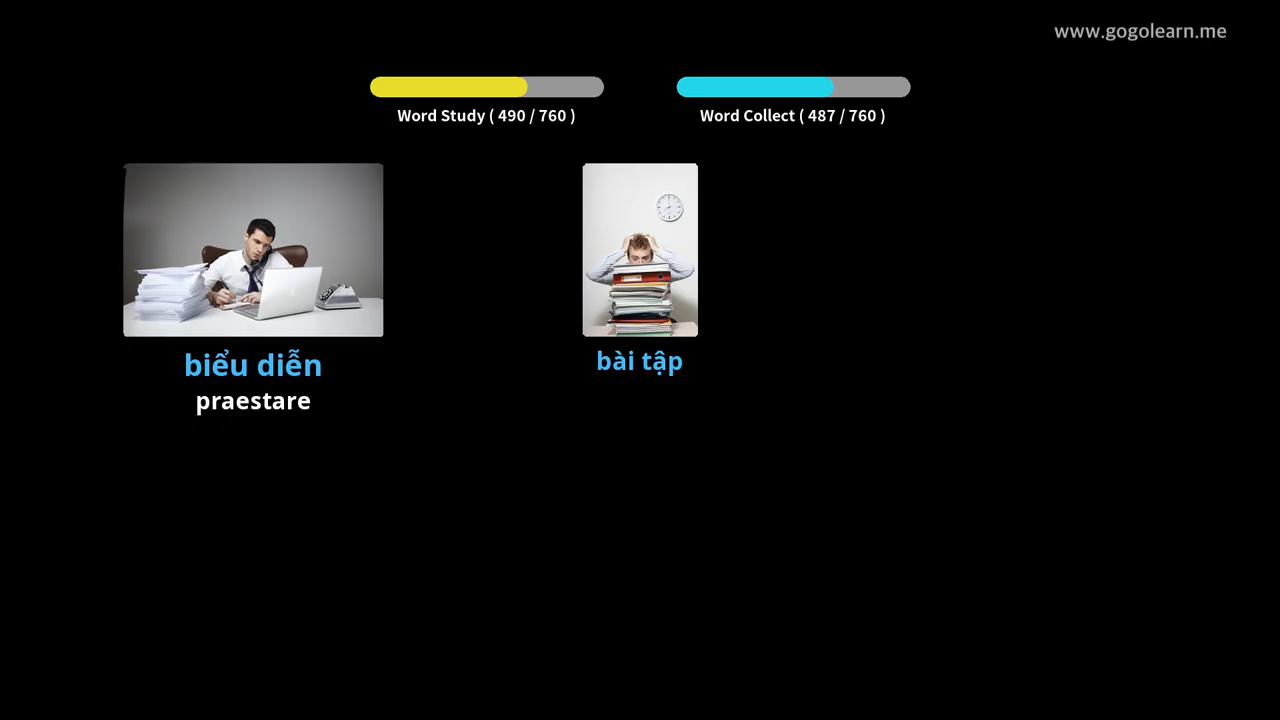 www.gogolearn.me
Word Study ( 490 / 760 )
Word Collect ( 487 / 760 )
biểu diễn
praestare
bài tập